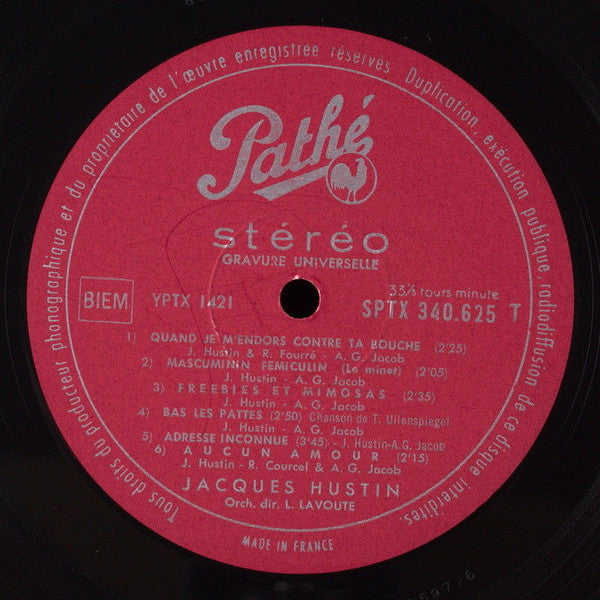 Tous droits du producteur phonographique et du propriétaire de l'œuvre enregistrée réservés. Duplication, exécution publique, radiodiffusion de ce disque interdites.
Pathé
stéréo
GRAVURE UNIVERSELLE
BIEM
YPTX 1421
33⅓ tours minute
SPTX 340.625 T
1) QUAND JE M'ENDORS CONTRE TA BOUCHE (2'25)
J. Hustin & R. Fourré - A. G. Jacob
2) MASCUMININ FEMICULIN (Le minet) (2'05)
J. Hustin - A. G. Jacob
3) FREEBIES ET MIMOSAS (2'35)
J. Hustin - A. G. Jacob
4) BAS LES PATTES (2'50) Chanson de T. Uilenspiegel
5) ADRESSE INCONNUE (3'45) - J. Hustin-A.G. Jacob
6) AUCUN AMOUR (2'15)
J. Hustin - R. Courcel & A. G. Jacob
JACQUES HUSTIN
Orch. dir. L. LAVOUTE
MADE IN FRANCE